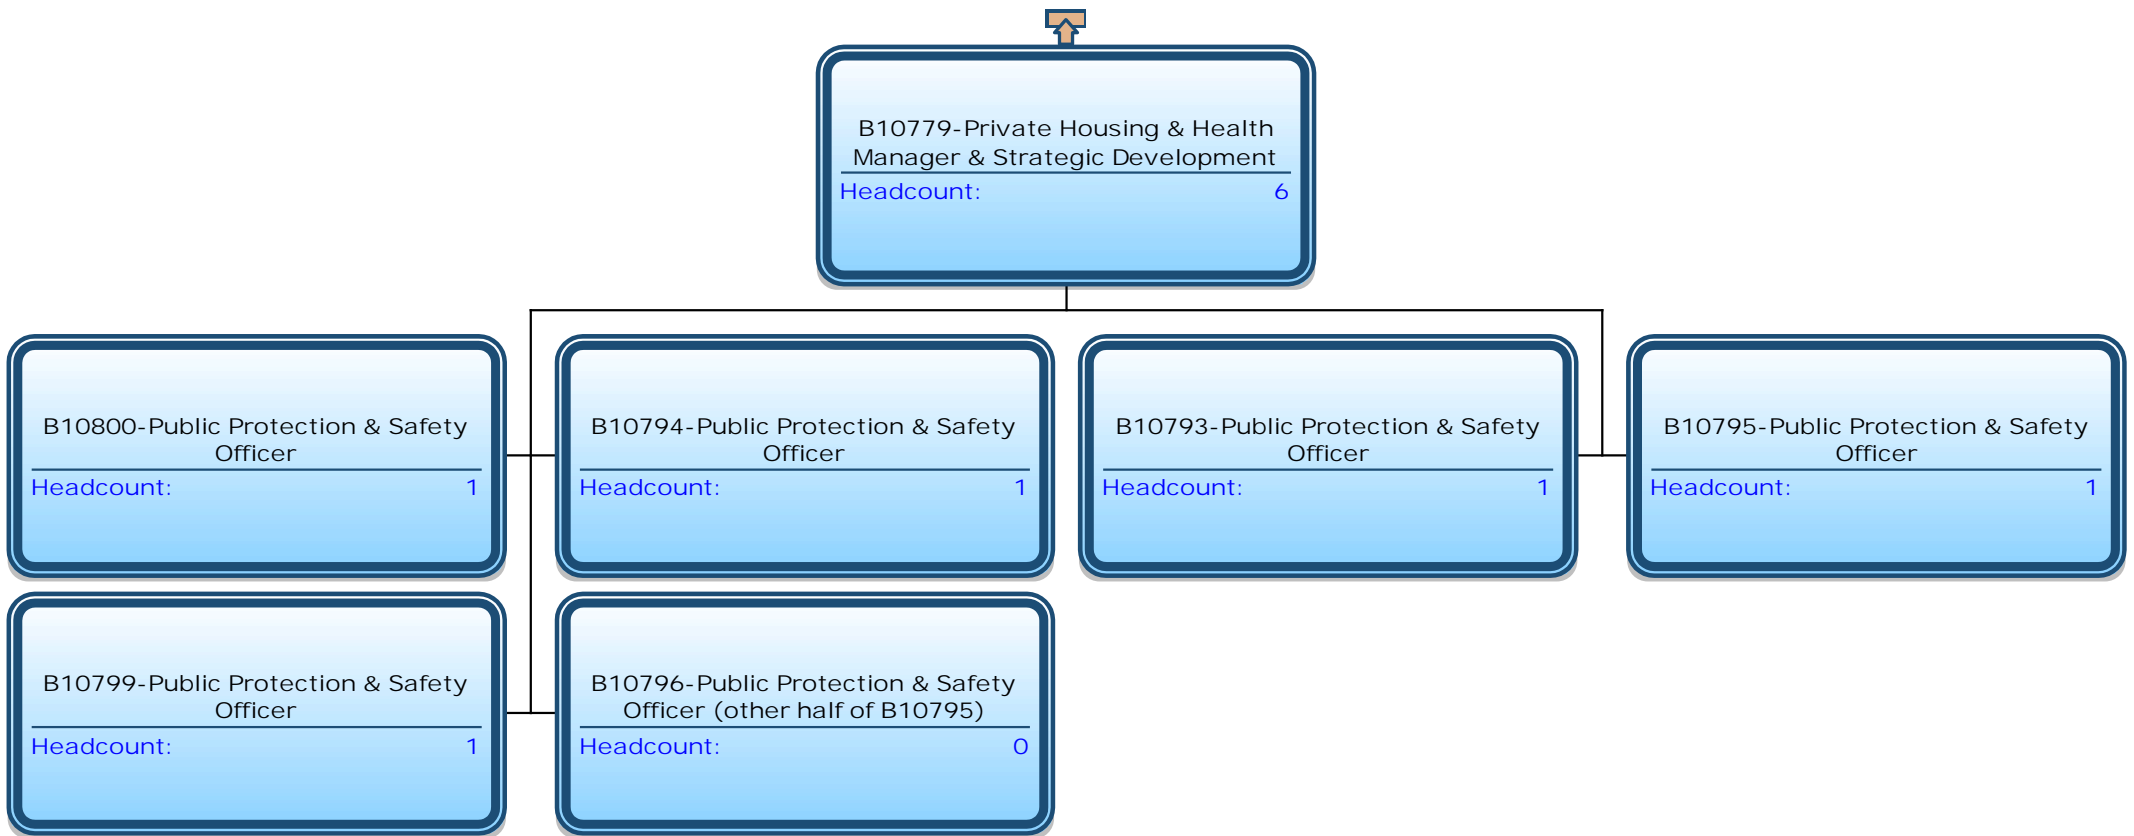 B10779-Private Housing & Health
Manager & Strategic Development
Headcount: 6
B10800-Public Protection & Safety
Officer
Headcount: 1
B10794-Public Protection & Safety
Officer
Headcount: 1
B10793-Public Protection & Safety
Officer
Headcount: 1
B10795-Public Protection & Safety
Officer
Headcount: 1
B10799-Public Protection & Safety
Officer
Headcount: 1
B10796-Public Protection & Safety
Officer (other half of B10795)
Headcount: 0